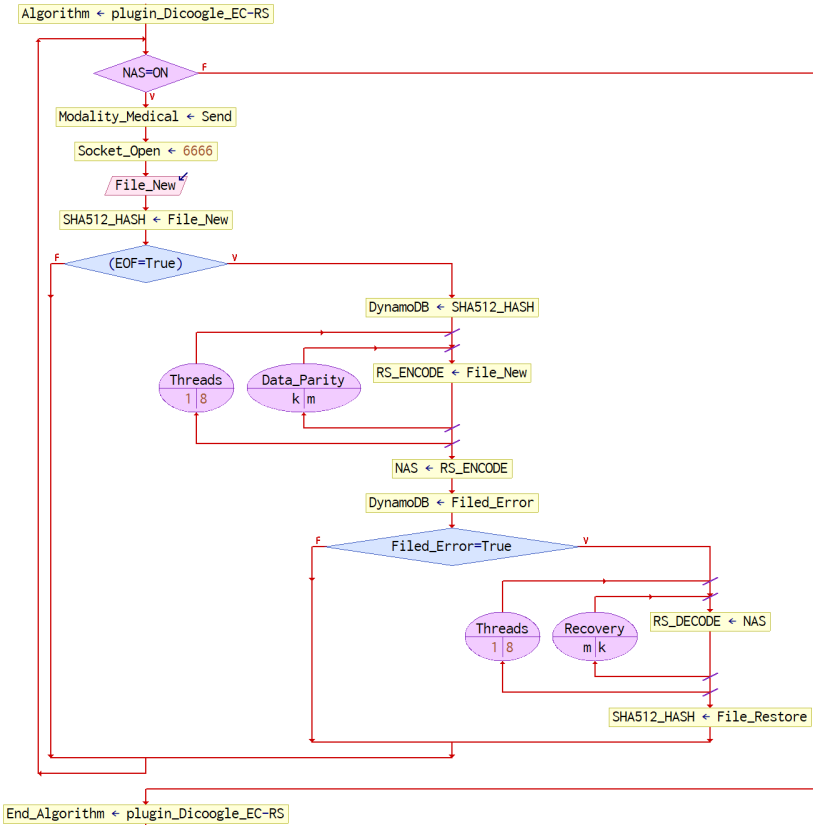 Algorithm ← plugin_Dicoogle_EC-RS
NAS=ON
F
V
Modality_Medical ← Send
Socket_Open ← 6666
File_New
SHA512_HASH ← File_New
F
(EOF=True)
V
DynamoDB ← SHA512_HASH
Threads
1 8
Data_Parity
k m
RS_ENCODE ← File_New
NAS ← RS_ENCODE
DynamoDB ← Filed_Error
F
Filed_Error=True
V
Threads
1 8
Recovery
m k
RS_DECODE ← NAS
SHA512_HASH ← File_Restore
End_Algorithm ← plugin_Dicoogle_EC-RS